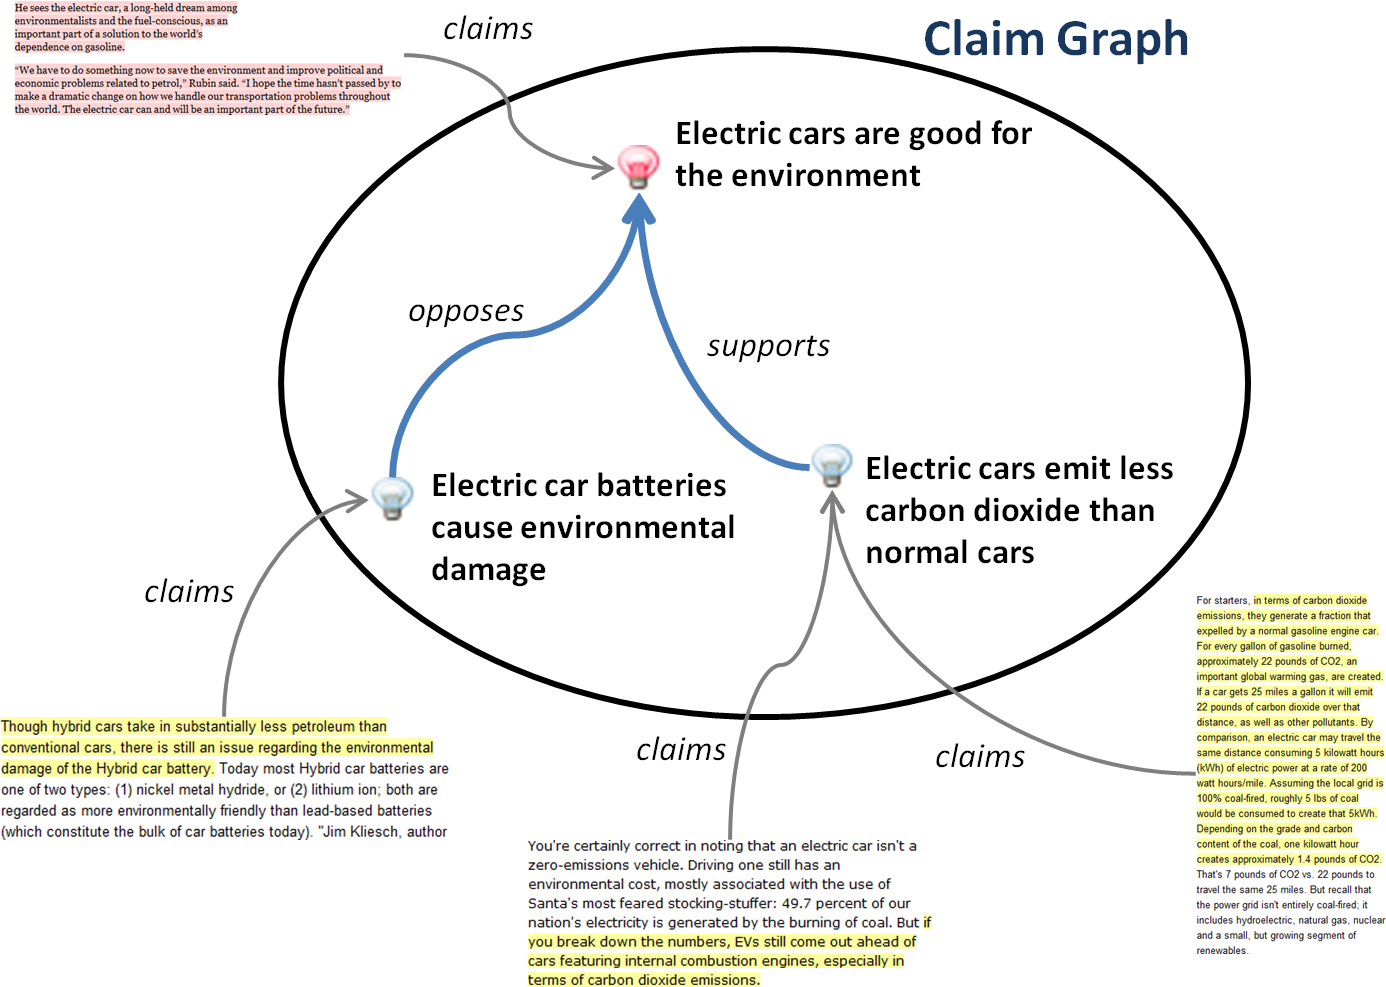 He sees the electric car, a long-held dream among
environmentalists and the fuel-conscious, as an
important part of a solution to the world's
dependence on gasoline.
“We have to do something now to save the environment and improve political and
economic problems related to petrol,” Rubin said. “I hope the time hasn’t passed by to
make a dramatic change on how we handle our transportation problems throughout
the world. The electric car can and will be an important part of the future.”
claims
Claim Graph
Electric cars are good for
the environment
opposes
supports
Electric car batteries
cause environmental
damage
Electric cars emit less
carbon dioxide than
normal cars
claims
claims
claims
Though hybrid cars take in substantially less petroleum than
conventional cars, there is still an issue regarding the environmental
damage of the Hybrid car battery. Today most Hybrid car batteries are
one of two types: (1) nickel metal hydride, or (2) lithium ion; both are
regarded as more environmentally friendly than lead-based batteries
(which constitute the bulk of car batteries today). "Jim Kliesch, author
You're certainly correct in noting that an electric car isn't a
zero-emissions vehicle. Driving one still has an
environmental cost, mostly associated with the use of
Santa's most feared stocking-stuffer: 49.7 percent of our
nation's electricity is generated by the burning of coal. But if
you break down the numbers, EVs still come out ahead of
cars featuring internal combustion engines, especially in
terms of carbon dioxide emissions.
For starters, in terms of carbon dioxide
emissions, they generate a fraction that
expelled by a normal gasoline engine car.
For every gallon of gasoline burned,
approximately 22 pounds of CO2, an
important global warming gas, are created.
If a car gets 25 miles a gallon it will emit
22 pounds of carbon dioxide over that
distance, as well as other pollutants. By
comparison, an electric car may travel the
same distance consuming 5 kilowatt hours
(kWh) of electric power at a rate of 200
watt hours/mile. Assuming the local grid is
100% coal-fired, roughly 5 lbs of coal
would be consumed to create that 5kWh.
Depending on the grade and carbon
content of the coal, one kilowatt hour
creates approximately 1.4 pounds of CO2.
That's 7 pounds of CO2 vs. 22 pounds to
travel the same 25 miles. But recall that
the power grid isn't entirely coal-fired; it
includes hydroelectric, natural gas, nuclear
and a small, but growing segment of
renewables.